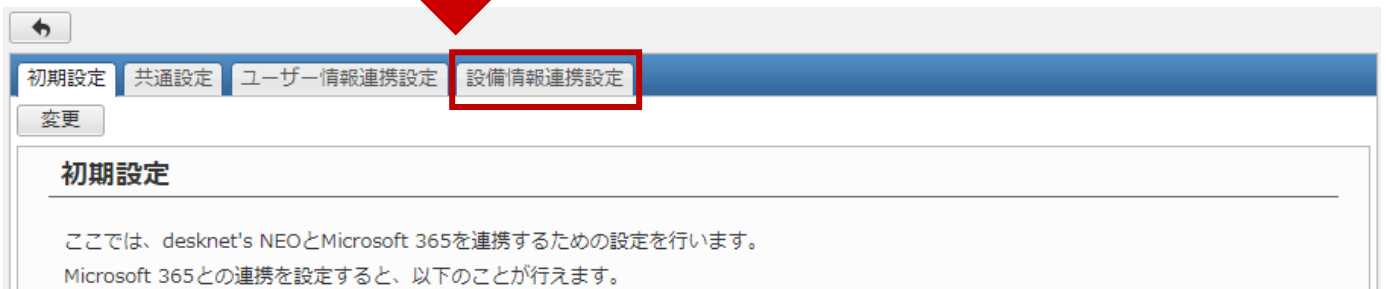 初期設定 共通設定 ユーザー情報連携設定 設備情報連携設定
変更
初期設定
ここでは、desknet's NEOとMicrosoft 365を連携するための設定を行います。
Microsoft 365との連携を設定すると、以下のことが行えます。